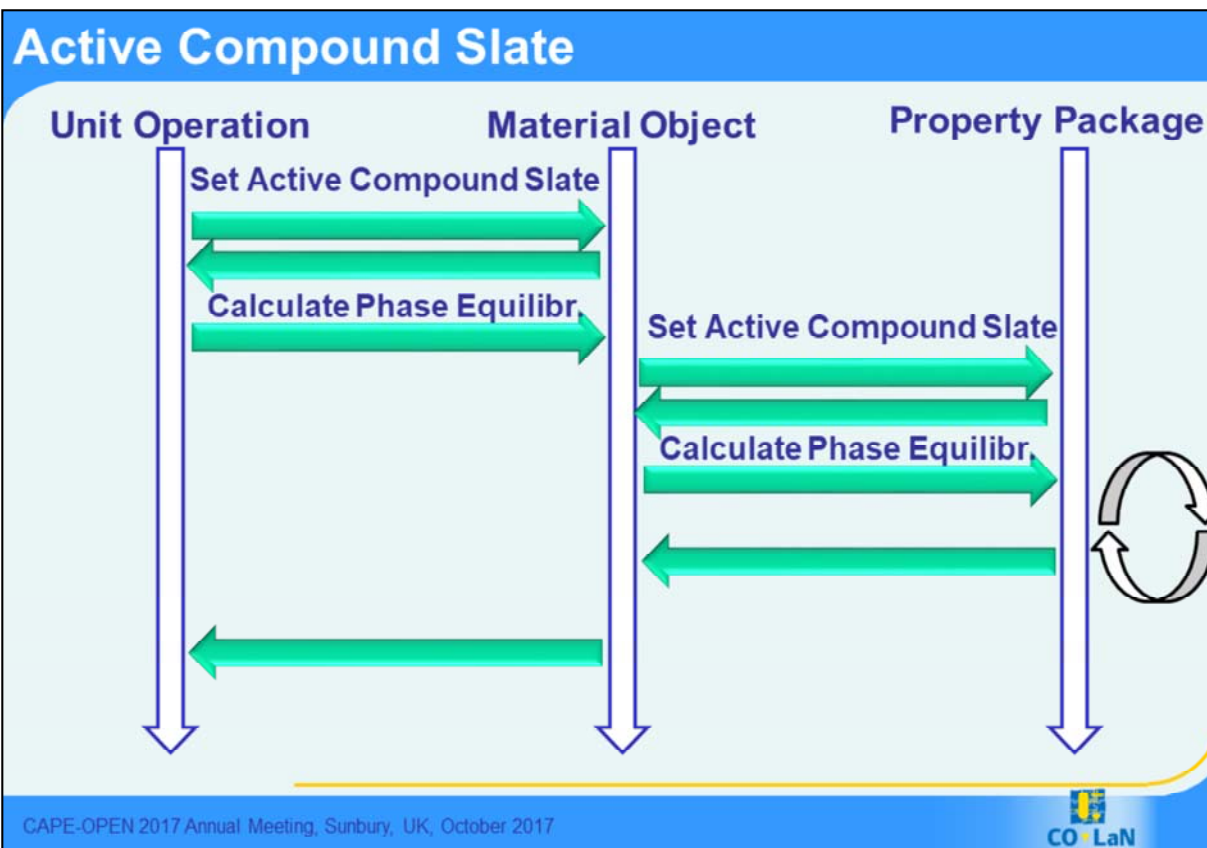 Active Compound Slate
Unit Operation
Material Object
Property Package
Set Active Compound Slate
Calculate Phase Equilibr.
Set Active Compound Slate
Calculate Phase Equilibr.
CAPE-OPEN 2017 Annual Meeting, Sunbury, UK, October 2017
CO LaN